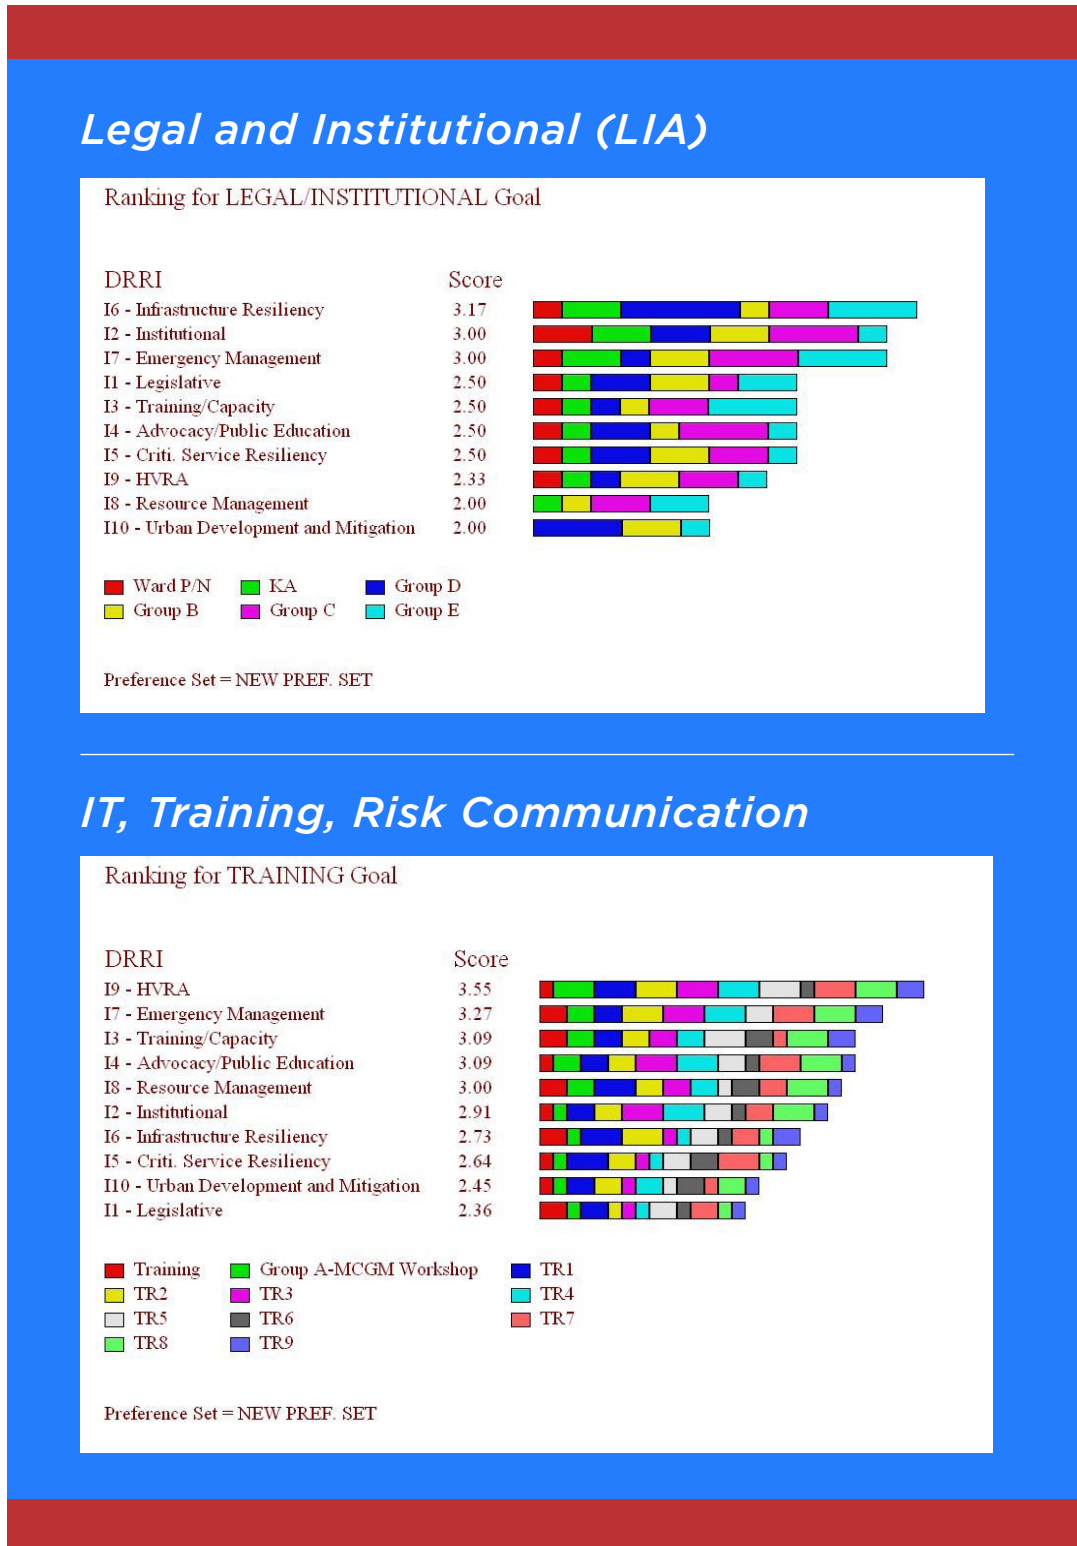 Legal and Institutional (LIA)
Ranking for LEGAL/INSTITUTIONAL Goal
DRRI Score
I6 - Infrastructure Resiliency 3.17
I2 - Institutional 3.00
I7 - Emergency Management 3.00
I1 - Legislative 2.50
I3 - Training/Capacity 2.50
I4 - Advocacy/Public Education 2.50
I5 - Criti. Service Resiliency 2.50
I9 - HVRA 2.33
I8 - Resource Management 2.00
I10 - Urban Development and Mitigation 2.00
Ward P/N KA Group D
Group B Group C Group E
Preference Set = NEW PREF. SET
IT, Training, Risk Communication
Ranking for TRAINING Goal
DRRI Score
I9 - HVRA 3.55
I7 - Emergency Management 3.27
I3 - Training/Capacity 3.09
I4 - Advocacy/Public Education 3.09
I8 - Resource Management 3.00
I2 - Institutional 2.91
I6 - Infrastructure Resiliency 2.73
I5 - Criti. Service Resiliency 2.64
I10 - Urban Development and Mitigation 2.45
I1 - Legislative 2.36
Training Group A-MCGM Workshop TR1
TR2 TR3 TR4
TR5 TR6 TR7
TR8 TR9
Preference Set = NEW PREF. SET